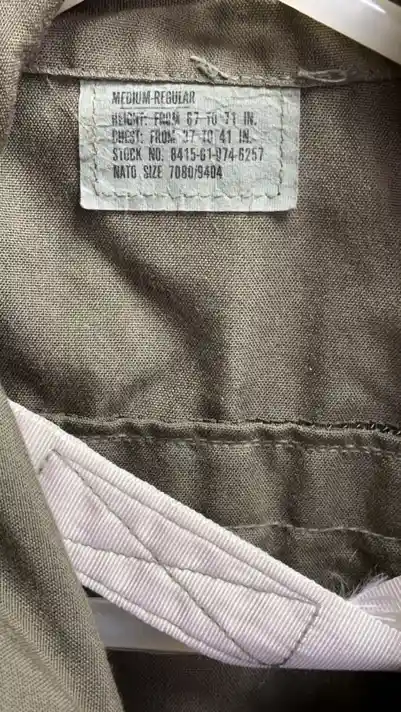 MEDIUM-REGULAR
HEIGHT: FROM 67 TO 71 IN.
CHEST: FROM 37 TO 41 IN.
STOCK NO. 8415-01-074-6257
NATO SIZE 7080/9404